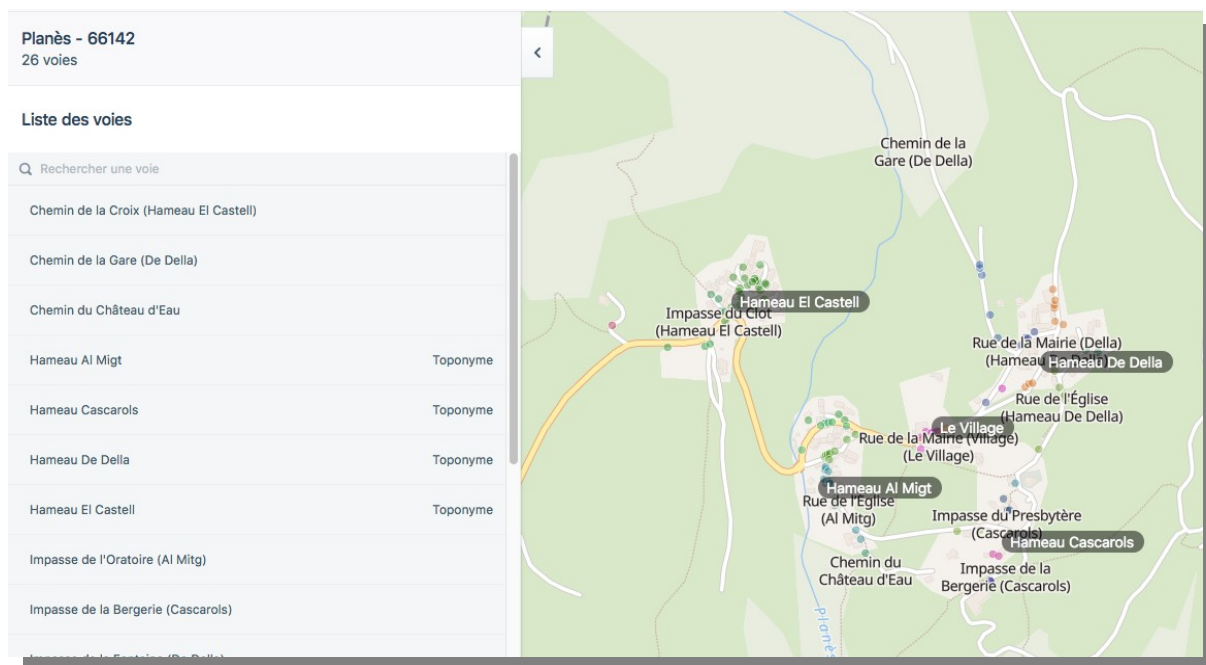 Planès - 66142
26 voies
Liste des voies
Rechercher une voie
Chemin de la Croix (Hameau El Castell)
Chemin de la Gare (De Della)
Chemin du Château d'Eau
Hameau Al Migt Toponyme
Hameau Cascarols Toponyme
Hameau De Della Toponyme
Hameau El Castell Toponyme
Impasse de l'Oratoire (Al Mitg)
Impasse de la Bergerie (Cascarols)
Chemin de la
Gare (De Della)
Hameau El Castell
Impasse du Clot
(Hameau El Castell)
Rue de la Mairie (Della)
(Hameau De Della)
Hameau De Della
Rue de l'Église
(Hameau De Della)
Le Village
Rue de la Mairie (Village)
(Le Village)
Hameau Al Migt
Rue de l'Église
(Al Mitg)
Impasse du Presbytère
(Cascarols)
Hameau Cascarols
Chemin du
Château d'Eau
Impasse de la
Bergerie (Cascarols)
Planès